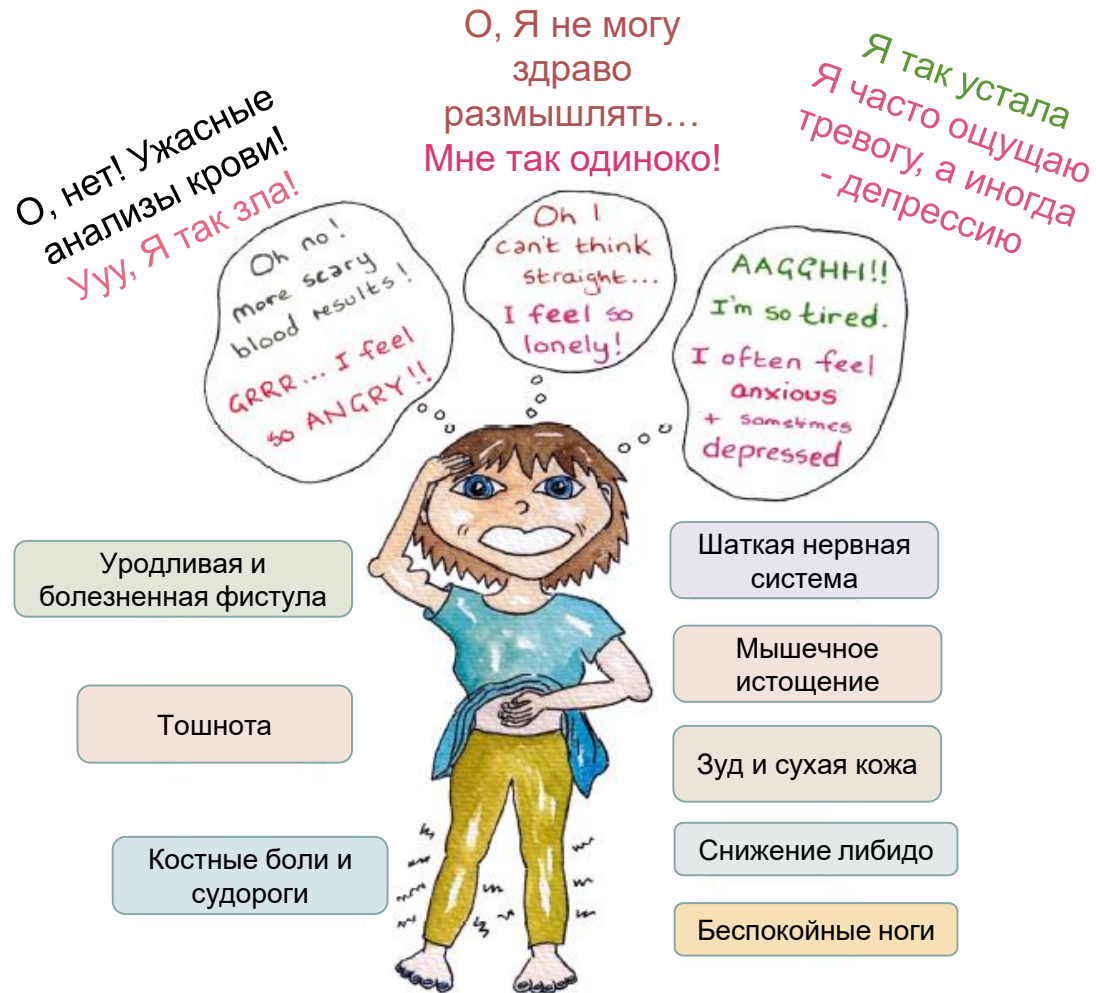 О, нет! Ужасные
анализы крови!
Ууу, Я так зла!
О, Я не могу
здраво
размышлять...
Мне так одиноко!
Я так устала
Я часто ощущаю
тревогу, а иногда
- депрессию
Oh no!
more scary
blood results!
GRRR... I feel
so ANGRY!!
Oh I
can't think
straight...
I feel so
lonely!
AAGGHH!!
I'm so tired.
I often feel
anxious
+ sometimes
depressed
Уродливая и
болезненная фистула
Тошнота
Костные боли и
судороги
Шаткая нервная
система
Мышечное
истощение
Зуд и сухая кожа
Снижение либидо
Беспокойные ноги